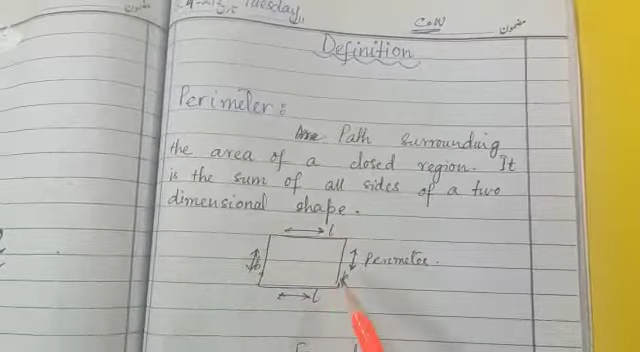 Tuesday,
C.W
مضمون
Definition
Perimeter:
Path surrounding
the area of a closed region. It
is the sum of all sides of a two
dimensional shape.
l
b
Perimeter.
l